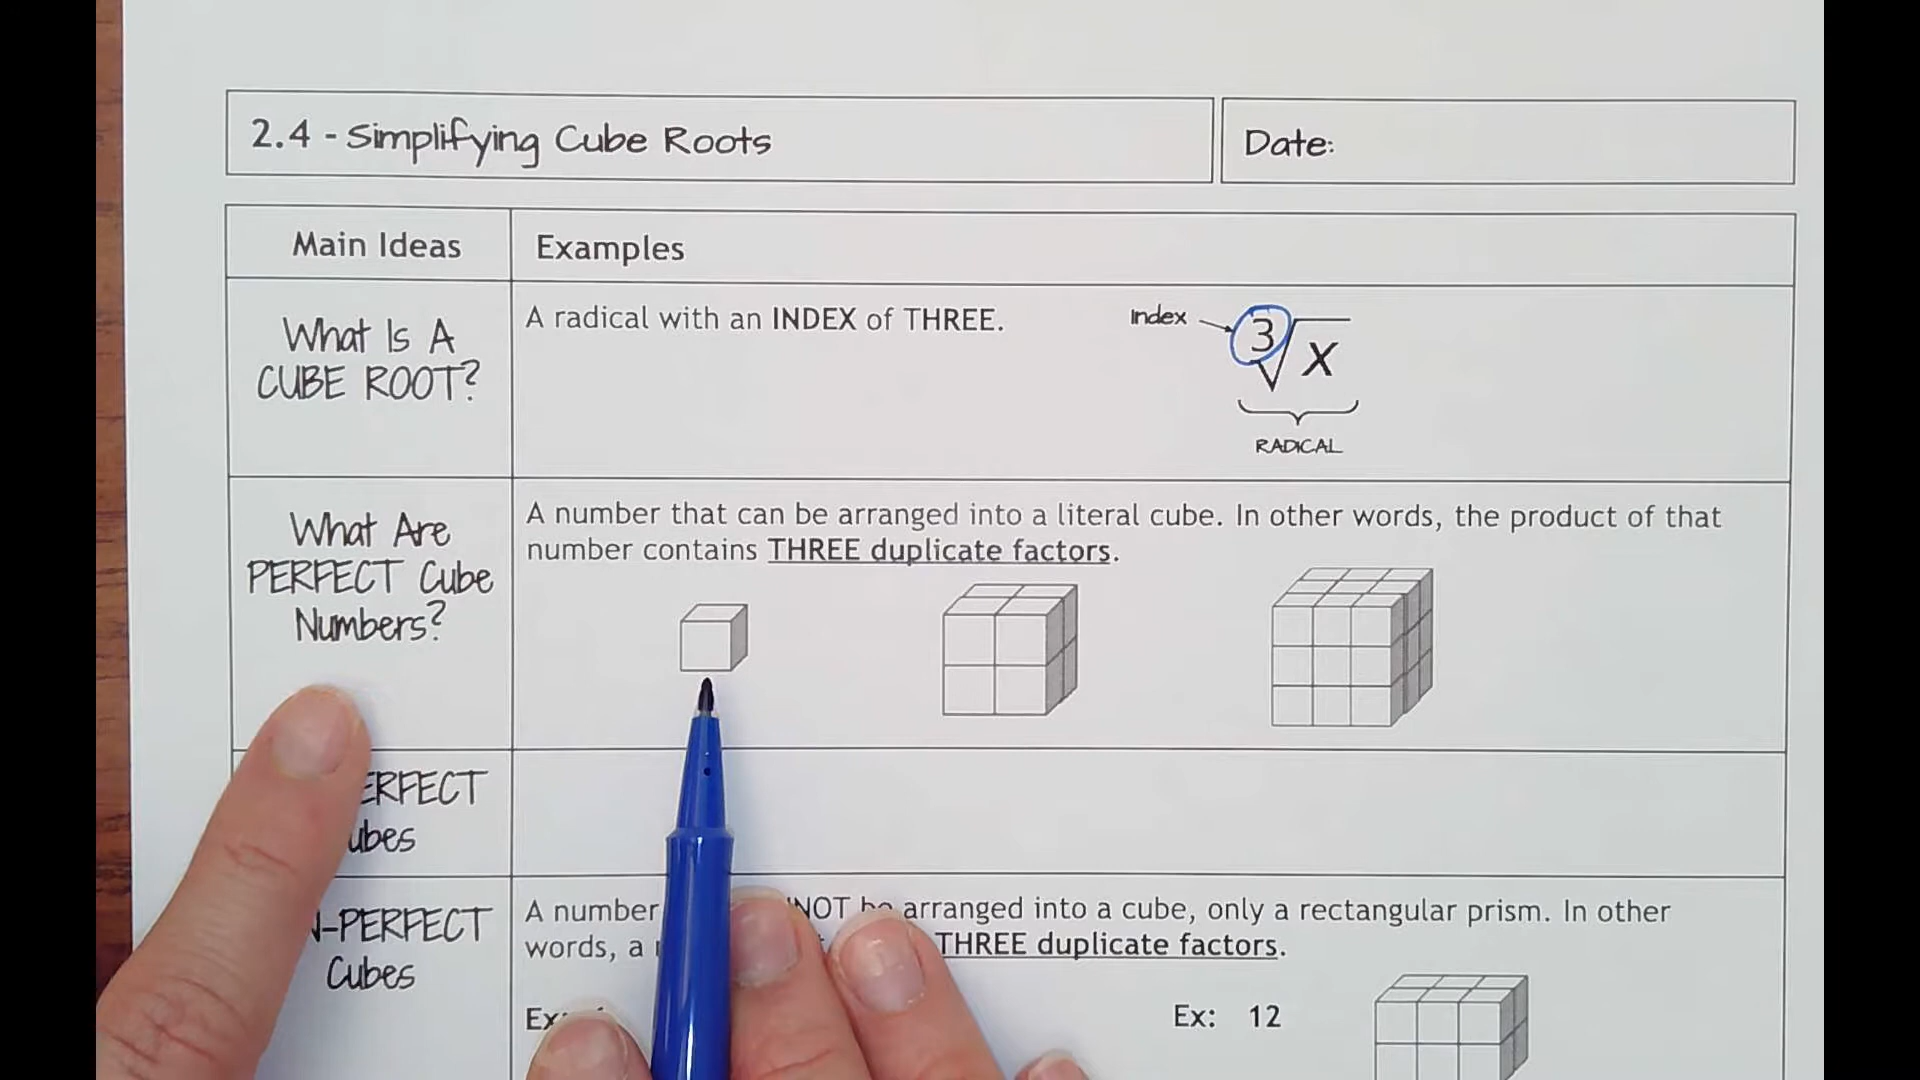 2.4 - Simplifying Cube Roots
Date:
Main Ideas
Examples
What Is A
CUBE ROOT?
A radical with an INDEX of THREE.
Index
3√x
RADICAL
What Are
PERFECT Cube
Numbers?
A number that can be arranged into a literal cube. In other words, the product of that
number contains THREE duplicate factors.
Cubes
PERFECT
A number arranged into a cube, only a rectangular prism. In other
words, a THREE duplicate factors.
Ex: 12